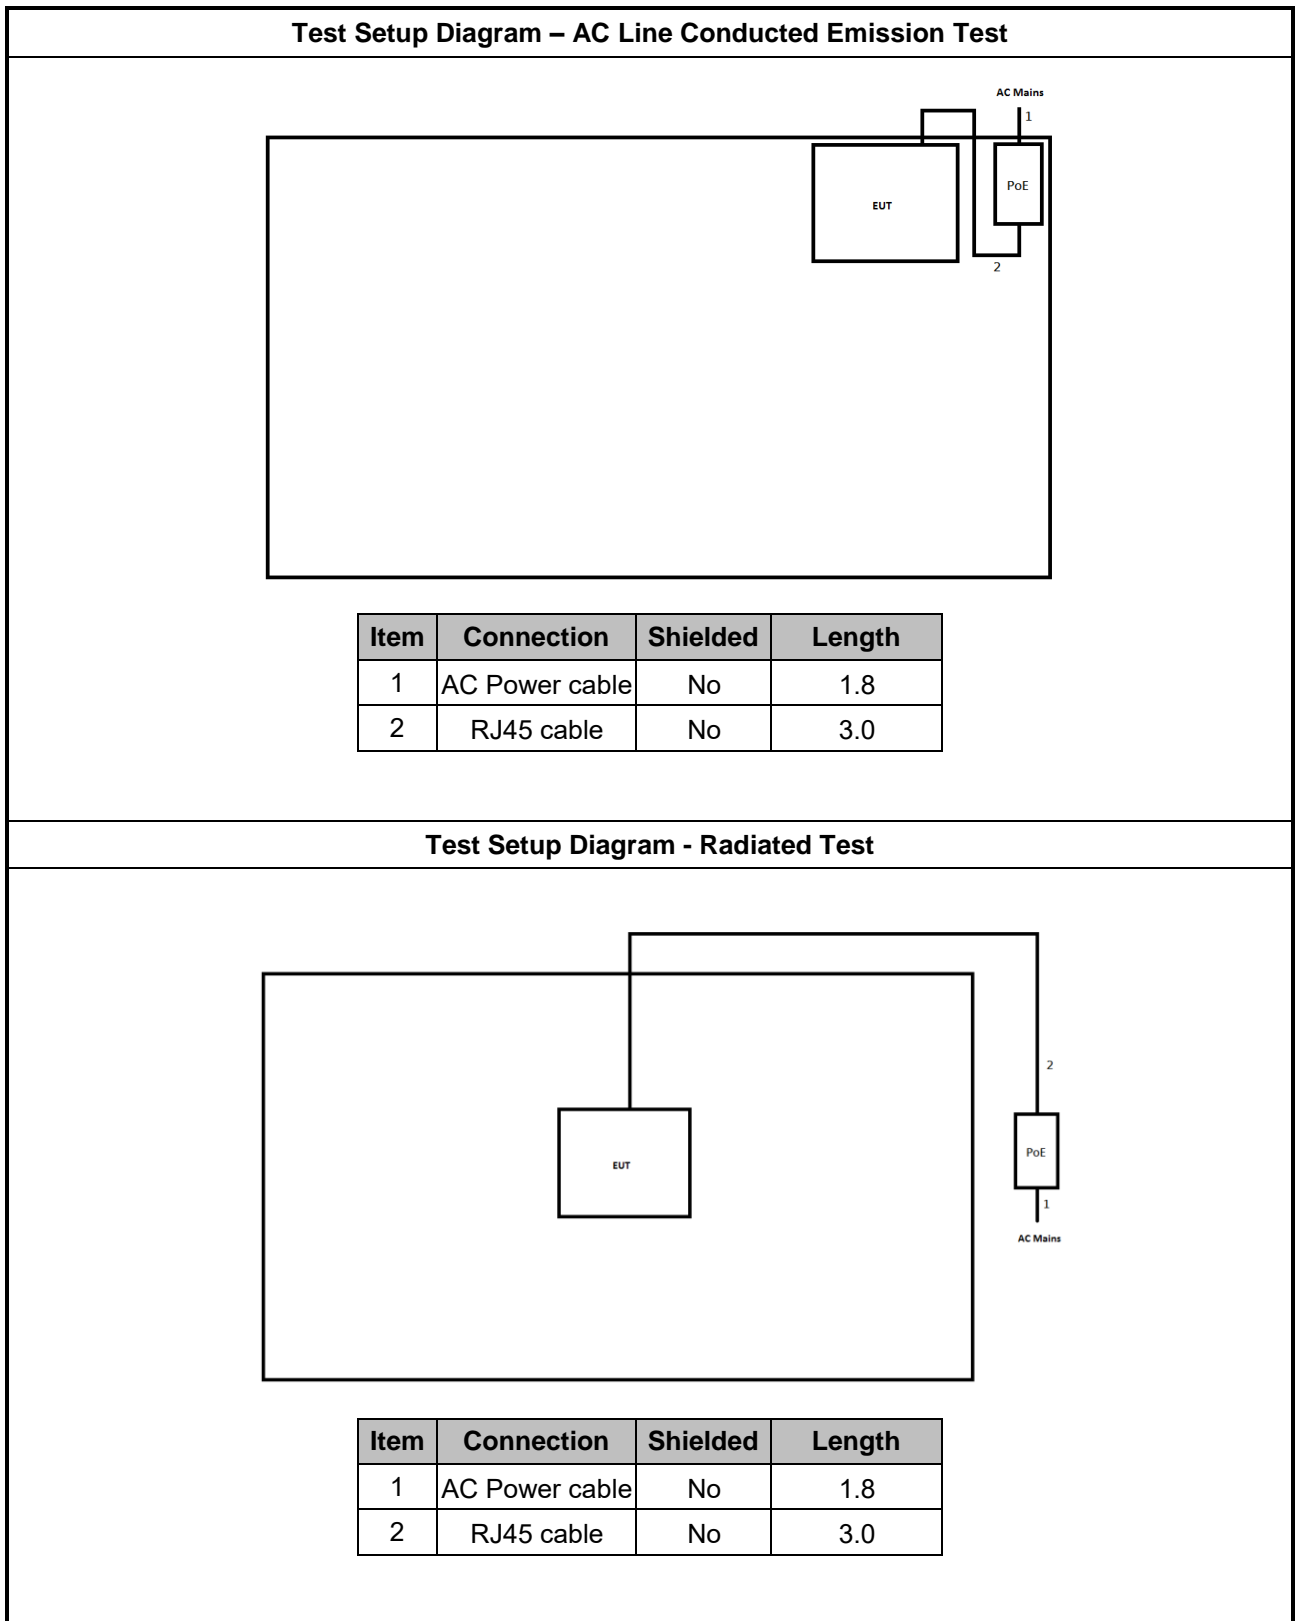 Test Setup Diagram – AC Line Conducted Emission Test
AC Mains
1
PoE
EUT
2
Item Connection Shielded Length
1 AC Power cable No 1.8
2 RJ45 cable No 3.0
Test Setup Diagram - Radiated Test
2
PoE
EUT
1
AC Mains
Item Connection Shielded Length
1 AC Power cable No 1.8
2 RJ45 cable No 3.0